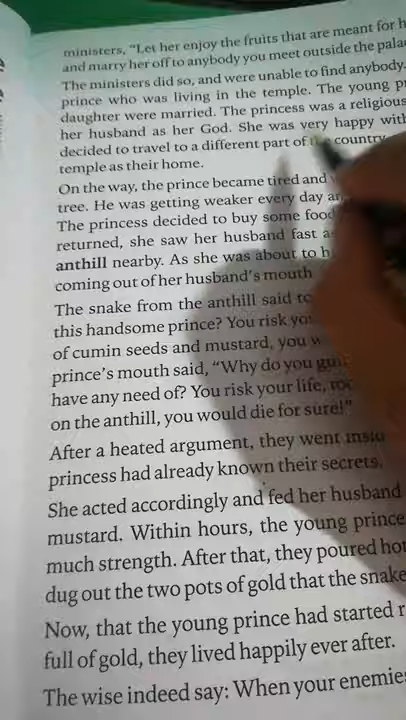 ministers, "Let her enjoy the fruits that are meant for
and marry her off to anybody you meet outside the
The ministers did so, and were unable to find anybody.
prince who was living in the temple. The young
daughter were married. The princess was a religious
her husband as her God. She was very happy with
decided to travel to a different part of the country
temple as their home.
On the way, the prince became tired and
tree. He was getting weaker every day
The princess decided to buy some food
returned, she saw her husband fast
anthill nearby. As she was about to
coming out of her husband's mouth
The snake from the anthill said to
this handsome prince? You risk
of cumin seeds and mustard, you
prince's mouth said, "Why do you
have any need of? You risk your life,
on the anthill, you would die for sure!"
After a heated argument, they went
princess had already known their secrets.
She acted accordingly and fed her husband
mustard. Within hours, the young prince
much strength. After that, they poured
dug out the two pots of gold that the snake
Now, that the young prince had started
full of gold, they lived happily ever after.
The wise indeed say: When your